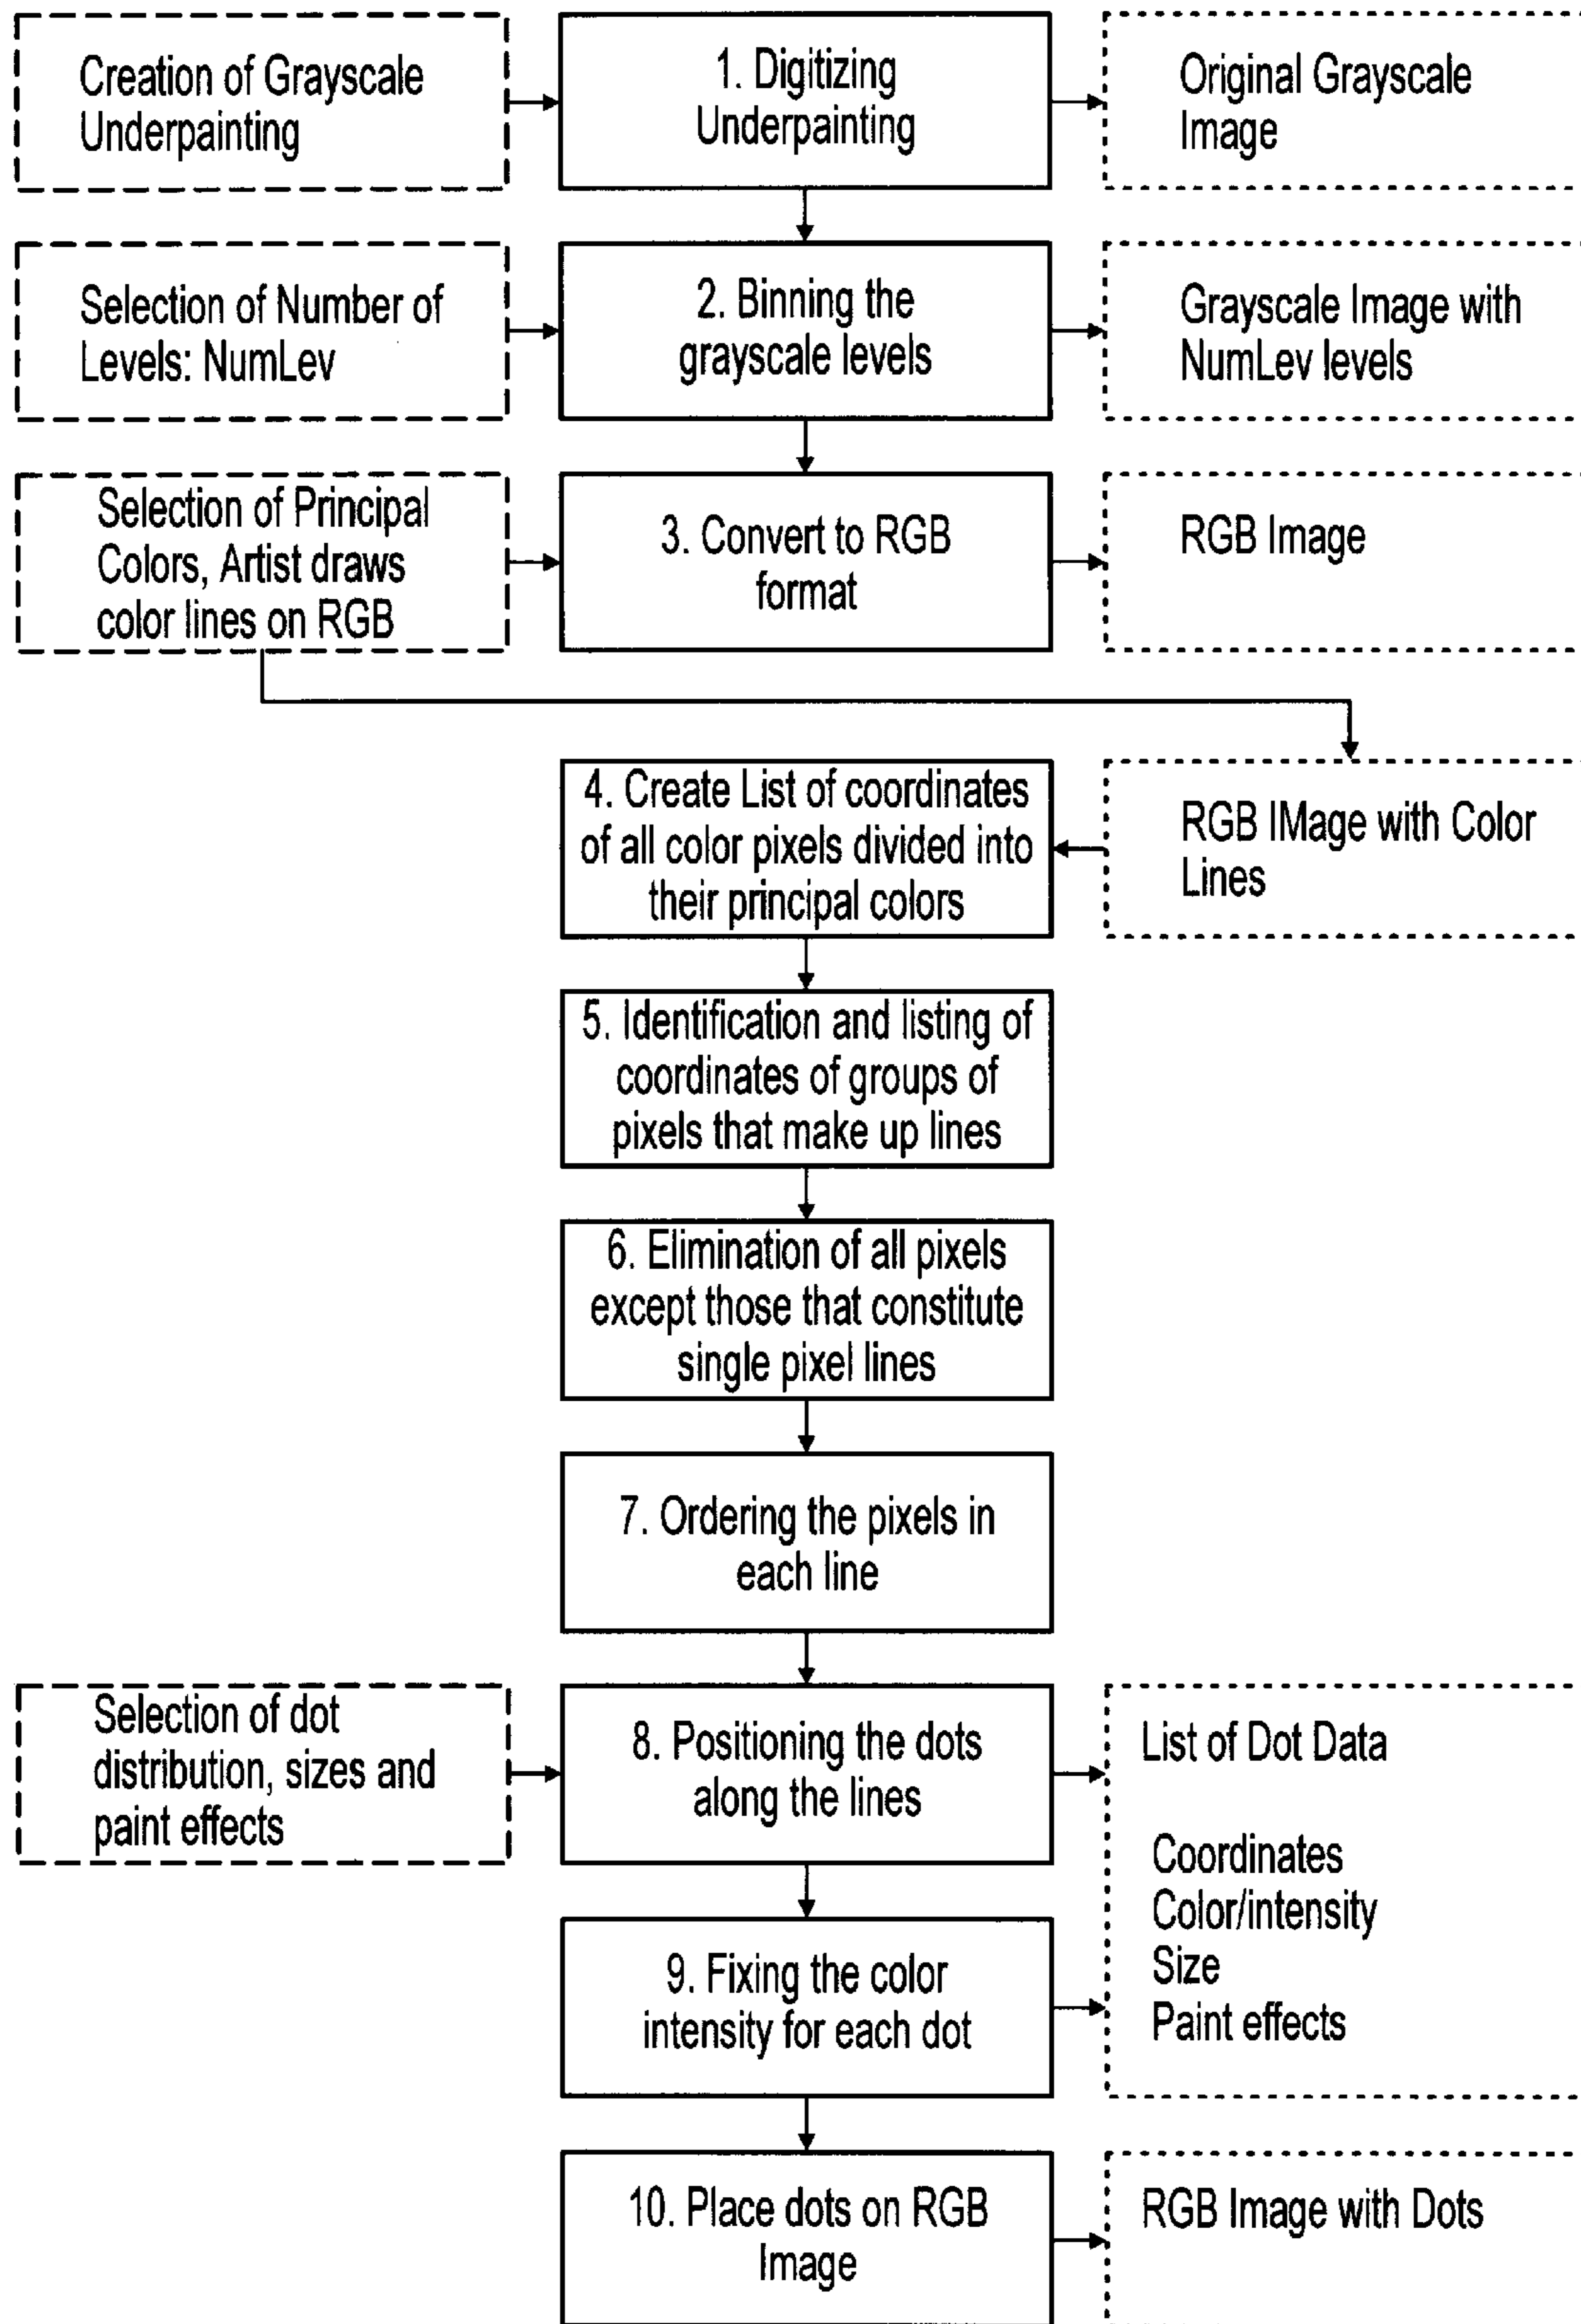 Creation of Grayscale
Underpainting
1. Digitizing
Underpainting
Original Grayscale
Image
Selection of Number of
Levels: NumLev
2. Binning the
grayscale levels
Grayscale Image with
NumLev levels
Selection of Principal
Colors, Artist draws
color lines on RGB
3. Convert to RGB
format
RGB Image
4. Create List of coordinates
of all color pixels divided into
their principal colors
RGB IMage with Color
Lines
5. Identification and listing of
coordinates of groups of
pixels that make up lines
6. Elimination of all pixels
except those that constitute
single pixel lines
7. Ordering the pixels in
each line
Selection of dot
distribution, sizes and
paint effects
8. Positioning the dots
along the lines
List of Dot Data
Coordinates
Color/intensity
Size
Paint effects
9. Fixing the color
intensity for each dot
10. Place dots on RGB
Image
RGB Image with Dots